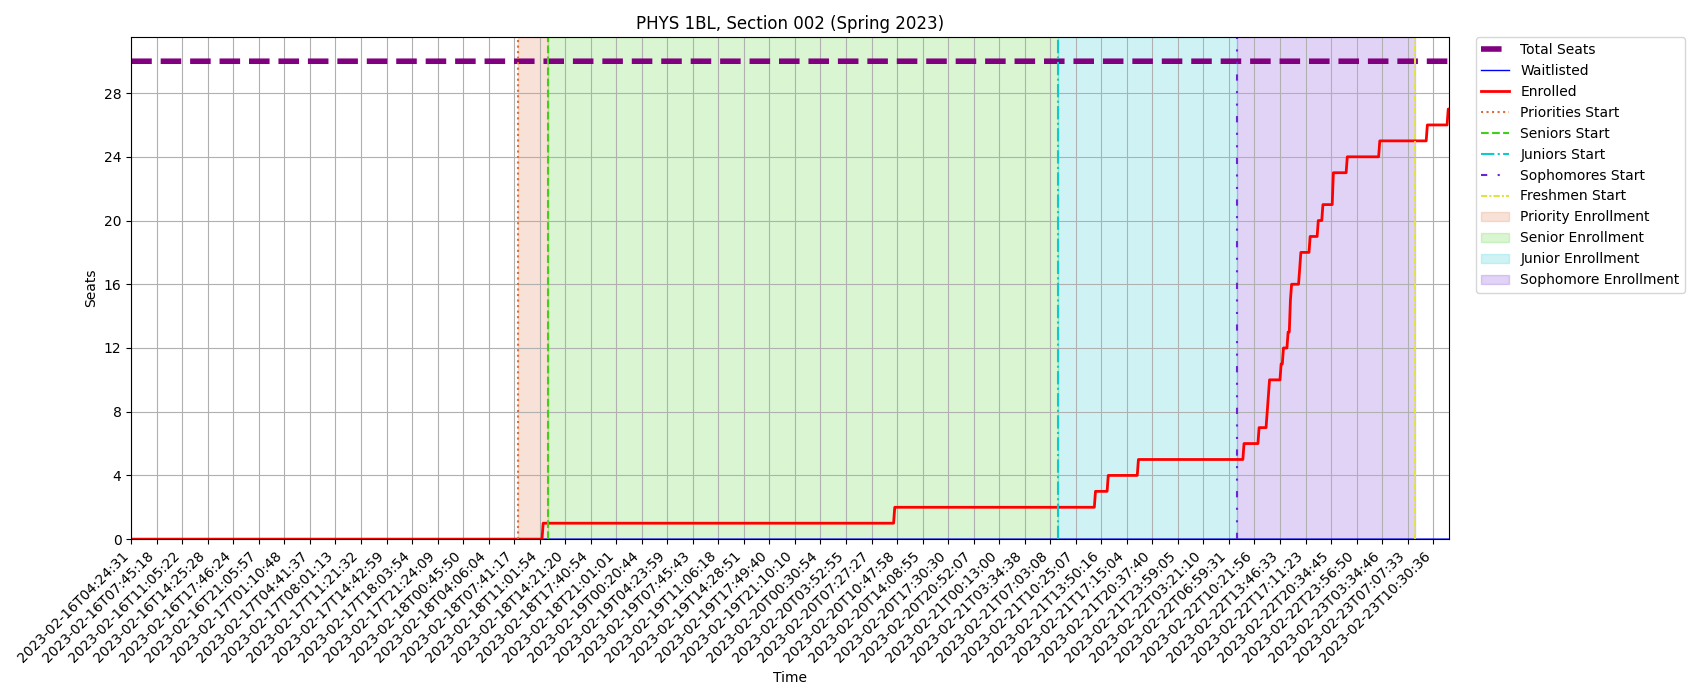 PHYS 1BL, Section 002 (Spring 2023)
Seats
28
24
20
16
12
8
4
0
2023-02-16T04:24:31
2023-02-16T07:45:18
2023-02-16T11:05:22
2023-02-16T14:25:28
2023-02-16T17:46:24
2023-02-16T21:05:57
2023-02-17T01:10:48
2023-02-17T04:41:37
2023-02-17T08:01:13
2023-02-17T11:21:32
2023-02-17T14:42:59
2023-02-17T18:03:54
2023-02-17T21:24:09
2023-02-18T00:45:50
2023-02-18T04:06:04
2023-02-18T07:41:17
2023-02-18T11:01:54
2023-02-18T14:21:20
2023-02-18T17:40:54
2023-02-18T21:01:01
2023-02-19T00:20:44
2023-02-19T04:23:59
2023-02-19T07:45:43
2023-02-19T11:06:18
2023-02-19T14:28:51
2023-02-19T17:49:40
2023-02-19T21:10:10
2023-02-20T00:30:54
2023-02-20T03:52:55
2023-02-20T07:27:27
2023-02-20T10:47:58
2023-02-20T14:08:55
2023-02-20T17:30:30
2023-02-20T20:52:07
2023-02-21T00:13:00
2023-02-21T03:34:38
2023-02-21T07:03:08
2023-02-21T10:25:07
2023-02-21T13:50:16
2023-02-21T17:15:04
2023-02-21T20:37:40
2023-02-21T23:59:05
2023-02-22T03:21:10
2023-02-22T06:59:31
2023-02-22T10:21:56
2023-02-22T13:46:33
2023-02-22T17:11:23
2023-02-22T20:34:45
2023-02-22T23:56:50
2023-02-23T03:34:46
2023-02-23T07:07:33
2023-02-23T10:30:36
Time
Total Seats
Waitlisted
Enrolled
Priorities Start
Seniors Start
Juniors Start
Sophomores Start
Freshmen Start
Priority Enrollment
Senior Enrollment
Junior Enrollment
Sophomore Enrollment